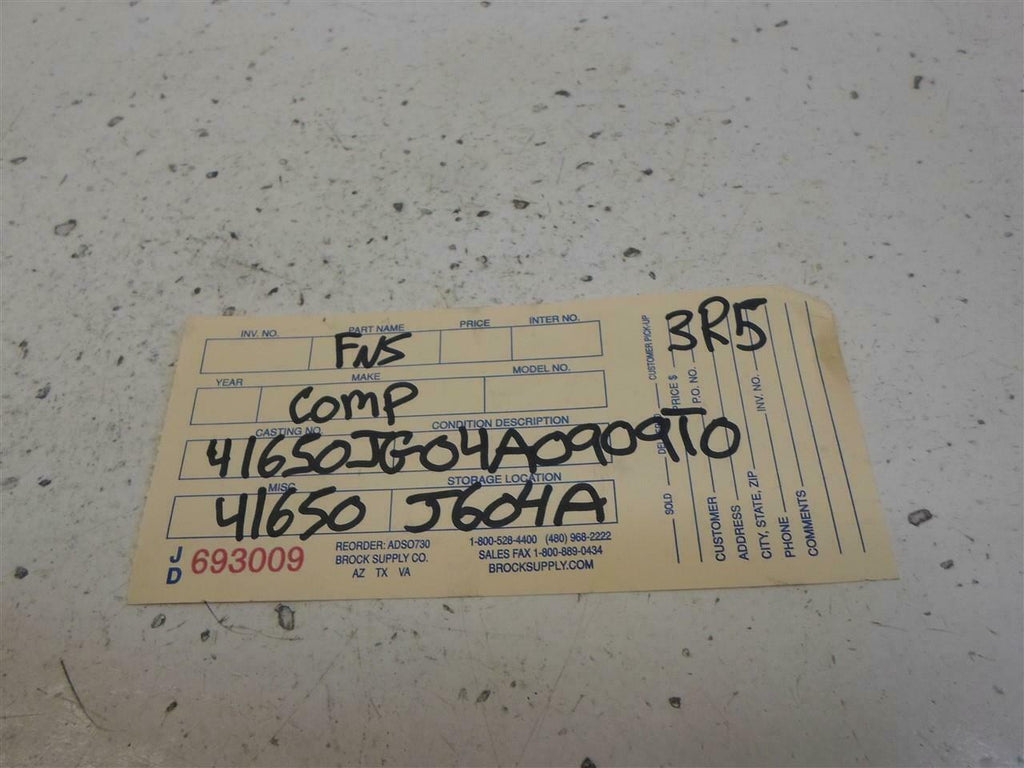 INV. NO. PART NAME PRICE INTER NO.
FNS
YEAR MAKE MODEL NO.
COMP
CASTING NO. CONDITION DESCRIPTION
41650JG04A0909T0
MISC STORAGE LOCATION
41650 JG04A
JD 693009
REORDER: ADSO730
BROCK SUPPLY CO.
AZ TX VA
1-800-528-4400 (480) 968-2222
SALES FAX 1-800-889-0434
BROCKSUPPLY.COM
3R5
CUSTOMER PICK-UP
SOLD
PRICE $
P.O. NO.
INV. NO.
CUSTOMER
ADDRESS
CITY, STATE, ZIP
PHONE
COMMENTS